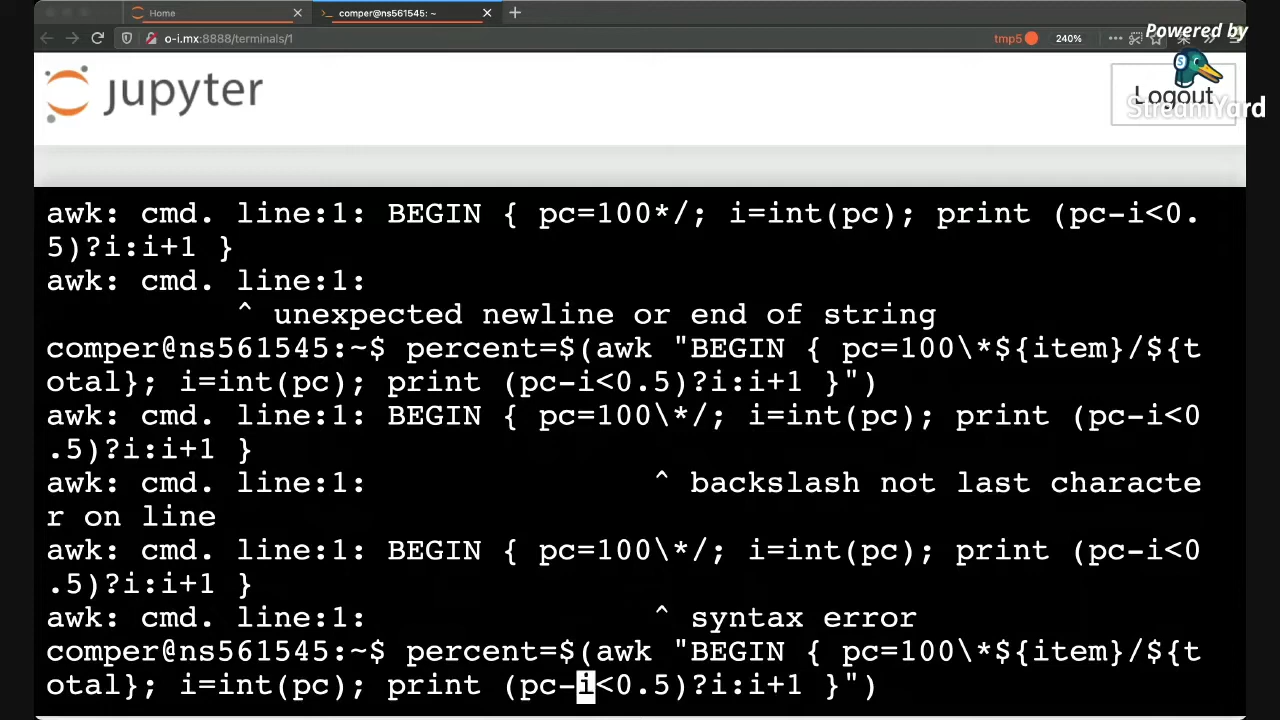 Home
comper@ns561545: ~
Powered by
o-i.mx:8888/terminals/1
tmp5
240%
jupyter
Logout
StreamYard
awk: cmd. line:1: BEGIN { pc=100*/; i=int(pc); print (pc-i<0.
5)?i:i+1 }
awk: cmd. line:1:
^ unexpected newline or end of string
comper@ns561545:~$ percent=$(awk "BEGIN { pc=100\*${item}/${t
otal}; i=int(pc); print (pc-i<0.5)?i:i+1 }")
awk: cmd. line:1: BEGIN { pc=100\*/; i=int(pc); print (pc-i<0
.5)?i:i+1 }
awk: cmd. line:1: ^ backslash not last characte
r on line
awk: cmd. line:1: BEGIN { pc=100\*/; i=int(pc); print (pc-i<0
.5)?i:i+1 }
awk: cmd. line:1: ^ syntax error
comper@ns561545:~$ percent=$(awk "BEGIN { pc=100\*${item}/${t
otal}; i=int(pc); print (pc-i<0.5)?i:i+1 }")